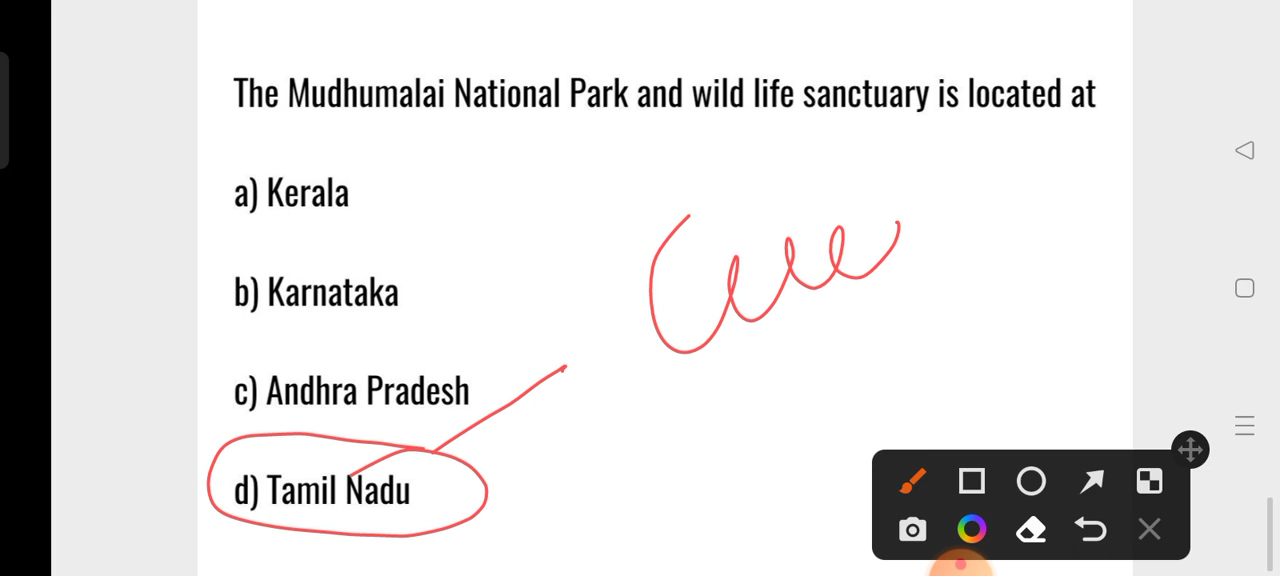 The Mudhumalai National Park and wild life sanctuary is located at
a) Kerala
b) Karnataka
c) Andhra Pradesh
d) Tamil Nadu